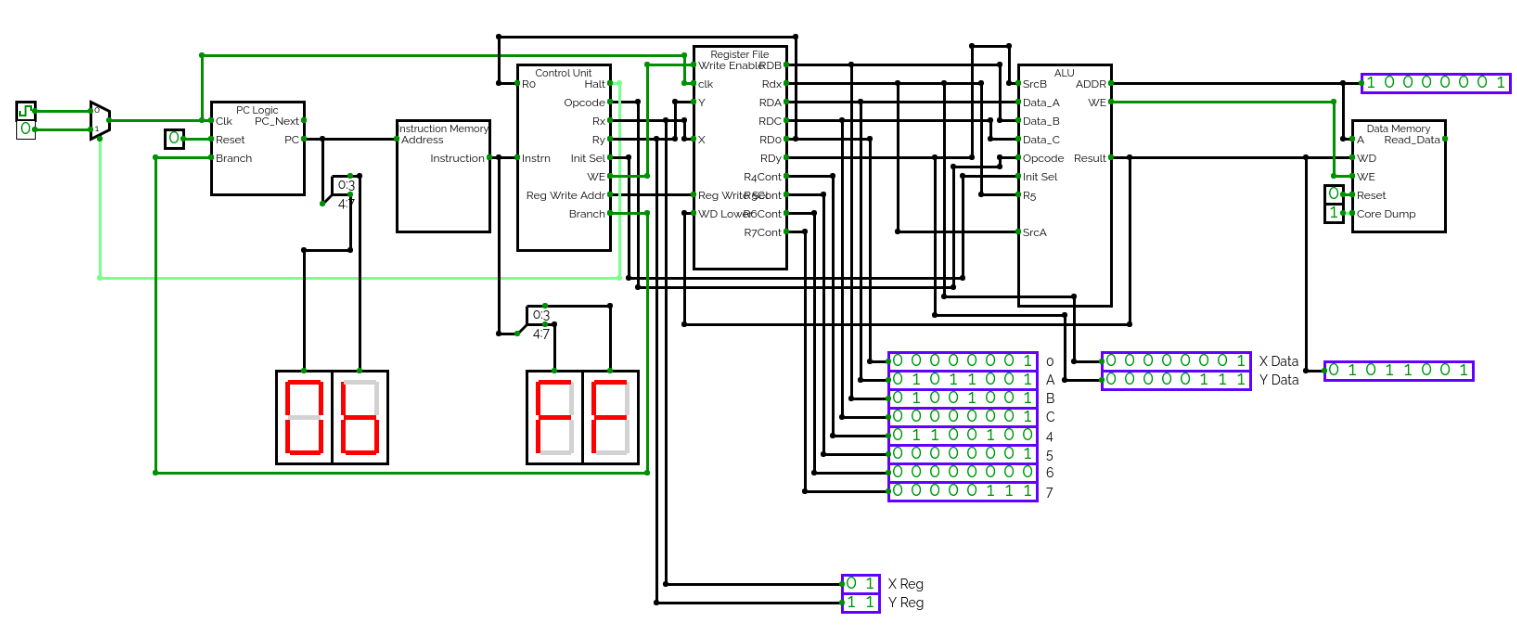 0
0
1
PC Logic
Clk
PC_Next
Reset
PC
Branch
0
0:3
4:7
Instruction Memory
Address
Instruction
Control Unit
R0
Halt
Opcode
Rx
Ry
Instrn
Init Sel
WE
Reg Write Addr
Branch
0:3
4:7
Register File
Write Enable
RDB
clk
Rdx
Y
RDA
RDC
X
RDo
RDy
R4Cont
Reg Write
Cont
WD Lower
R6Cont
R7Cont
ALU
SrcB
ADDR
Data_A
WE
Data_B
Data_C
Opcode
Result
Init Sel
R5
SrcA
1 0 0 0 0 0 0 1
Data Memory
A
Read_Data
WD
WE
0
Reset
1
Core Dump
0 b
F F
0 0 0 0 0 0 0 1 0
0 1 0 1 1 0 0 1 A
0 1 0 0 1 0 0 1 B
0 0 0 0 0 0 0 1 C
0 1 1 0 0 1 0 0 4
0 0 0 0 0 0 0 1 5
0 0 0 0 0 0 0 0 6
0 0 0 0 0 1 1 1 7
0 0 0 0 0 0 0 1 X Data
0 0 0 0 0 1 1 1 Y Data
0 1 0 1 1 0 0 1
0 1 X Reg
1 1 Y Reg